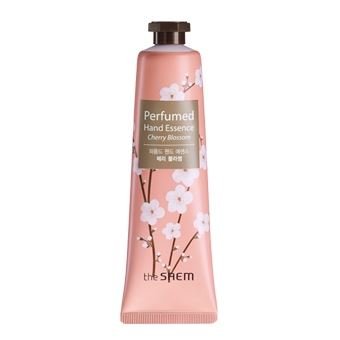 Perfumed
Hand Essence
Cherry Blossom
퍼퓸드 핸드 에센스
체리 블라썸
the SAEM